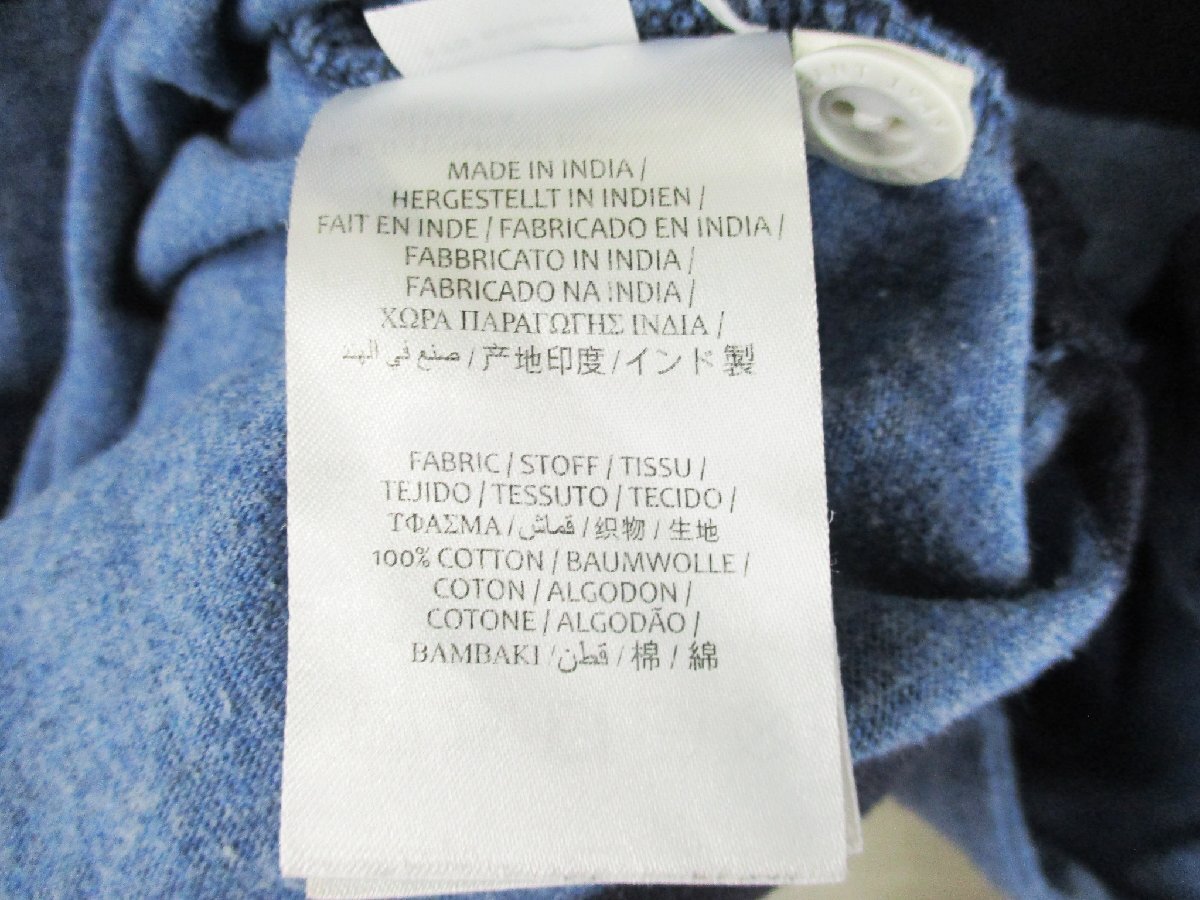 MADE IN INDIA /
HERGESTELLT IN INDIEN /
FAIT EN INDE / FABRICADO EN INDIA /
FABBRICATO IN INDIA /
FABRICADO NA INDIA /
ΧΩΡΑ ΠΑΡΑΓΩΓΗΣ ΙΝΔΙΑ /
صنع في الهند / 产地印度 / インド製
FABRIC / STOFF / TISSU /
TEJIDO / TESSUTO / TECIDO /
ΤΦΑΣΜΑ / قماش / 织物 / 生地
100% COTTON / BAUMWOLLE /
COTON / ALGODON /
COTONE / ALGODÃO /
BAMBAKI / قطن / 棉 / 綿